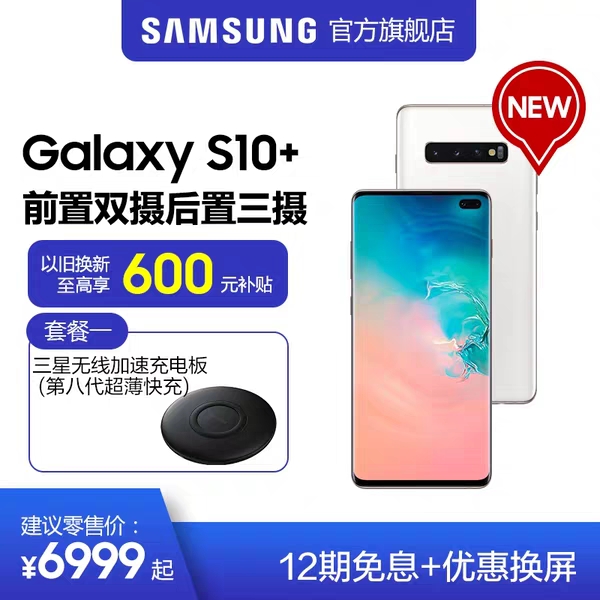 SAMSUNG 官方旗舰店
NEW
Galaxy S10+
前置双摄后置三摄
以旧换新
至高享 600 元补贴
套餐一
三星无线加速充电板
(第八代超薄快充)
建议零售价:
¥6999起
12期免息+优惠换屏